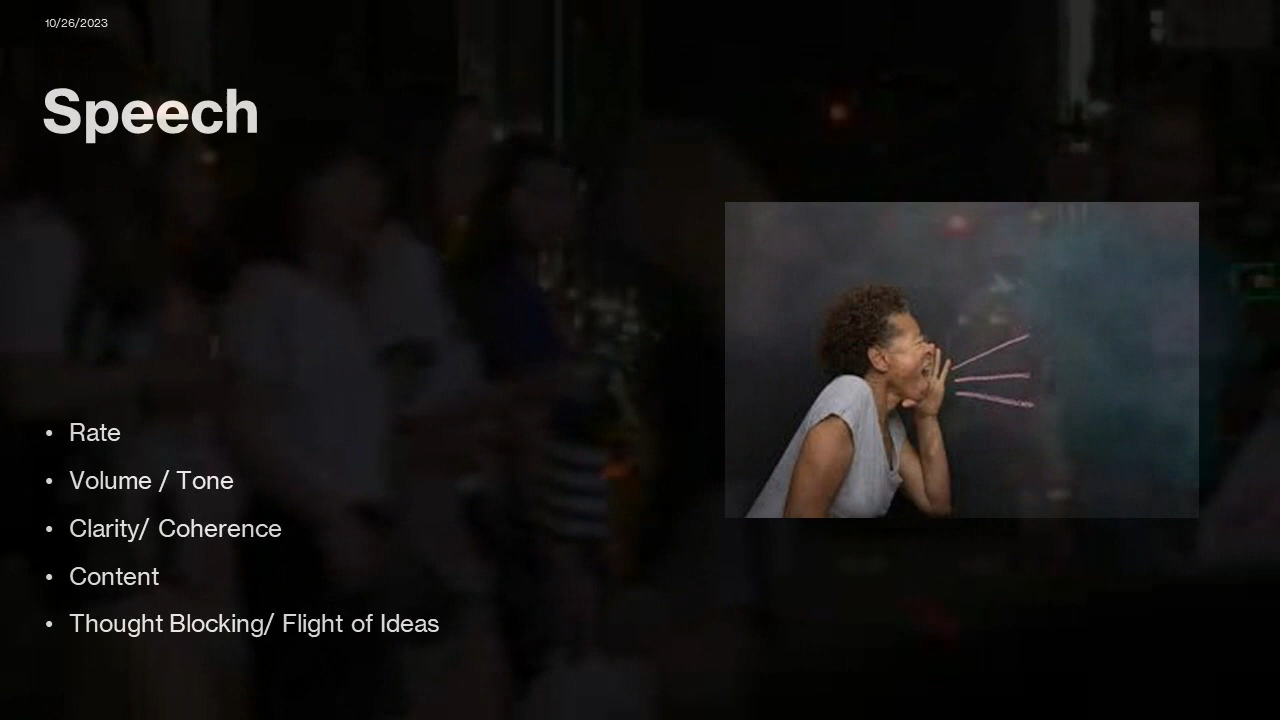 10/26/2023
Speech
• Rate
• Volume / Tone
• Clarity/ Coherence
• Content
• Thought Blocking/ Flight of Ideas